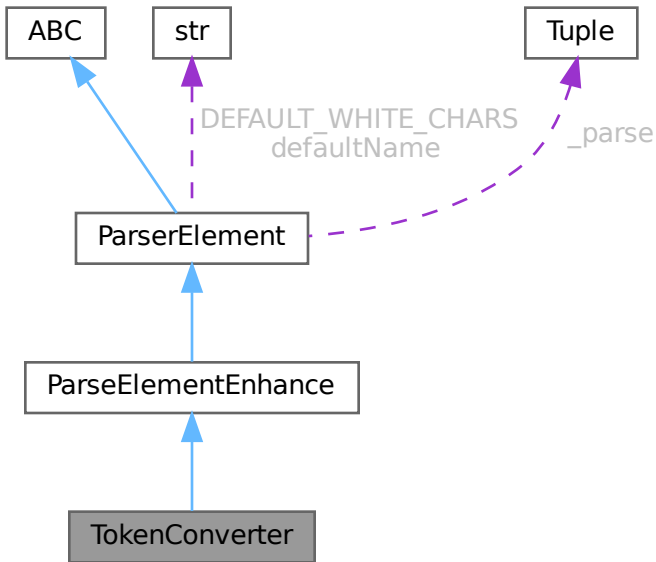 ABC
str
Tuple
DEFAULT_WHITE_CHARS
defaultName
_parse
ParserElement
ParseElementEnhance
TokenConverter